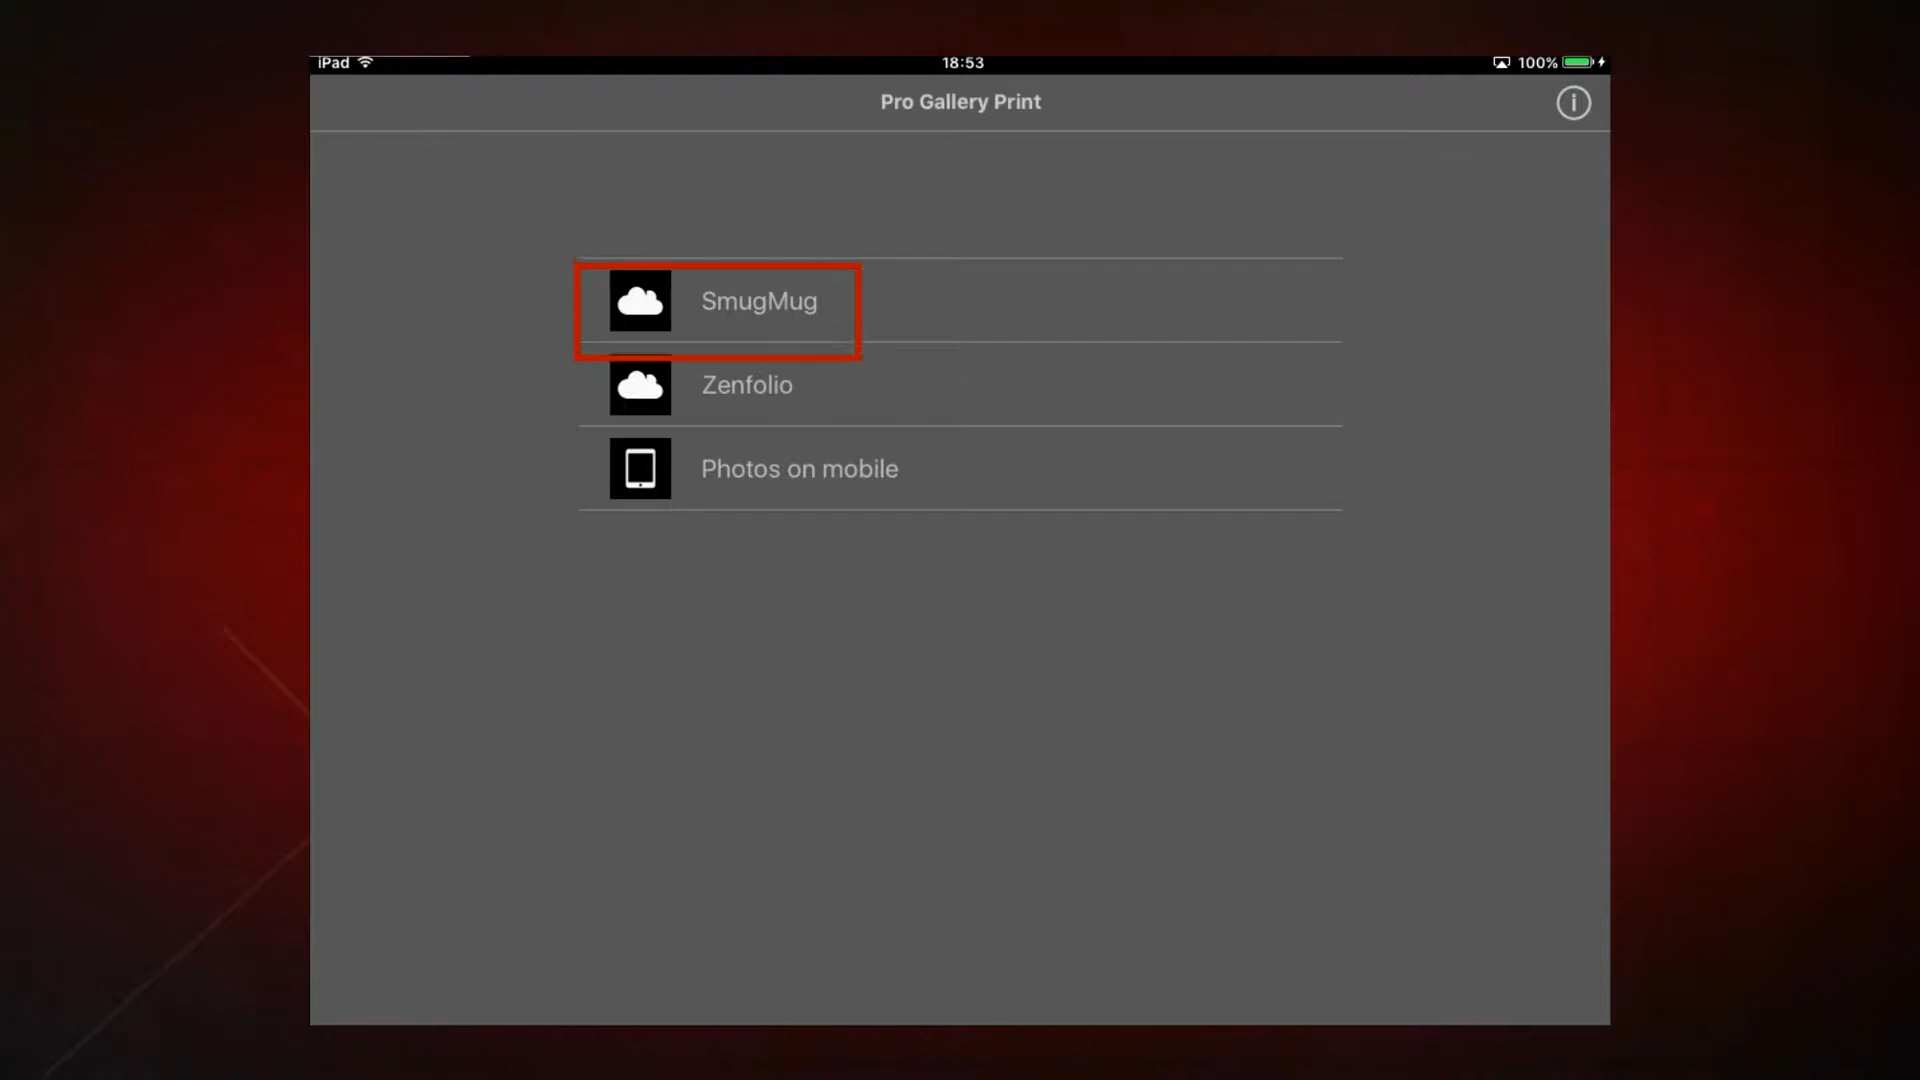 iPad 18:53 100%
Pro Gallery Print
SmugMug
Zenfolio
Photos on mobile